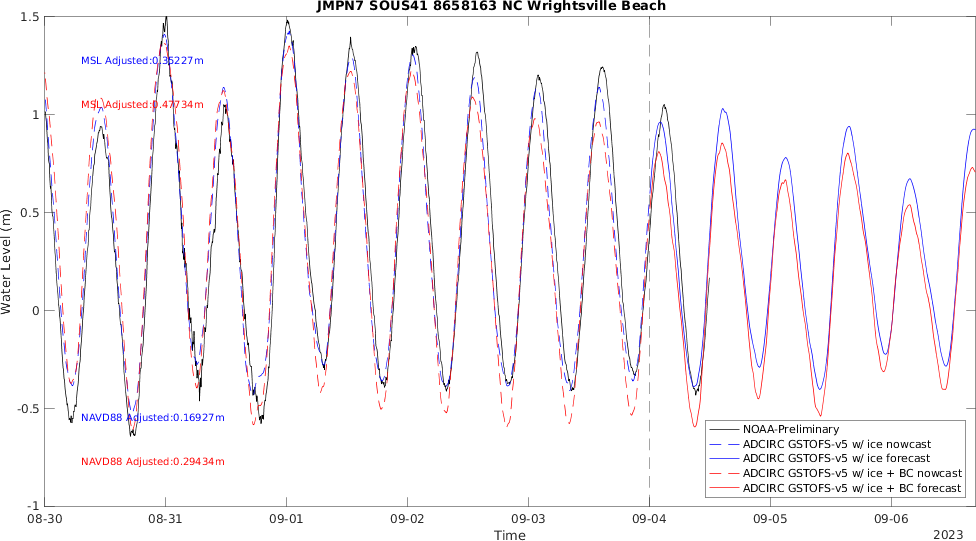 JMPN7 SOUS41 8658163 NC Wrightsville Beach
1.5
1
0.5
0
-0.5
-1
Water Level (m)
MSL Adjusted:0.35227m
MSL Adjusted:0.47734m
NAVD88 Adjusted:0.16927m
NAVD88 Adjusted:0.29434m
NOAA-Preliminary
ADCIRC GSTOFS-v5 w/ ice nowcast
ADCIRC GSTOFS-v5 w/ ice forecast
ADCIRC GSTOFS-v5 w/ ice + BC nowcast
ADCIRC GSTOFS-v5 w/ ice + BC forecast
08-30 08-31 09-01 09-02 09-03 09-04 09-05 09-06
Time
2023